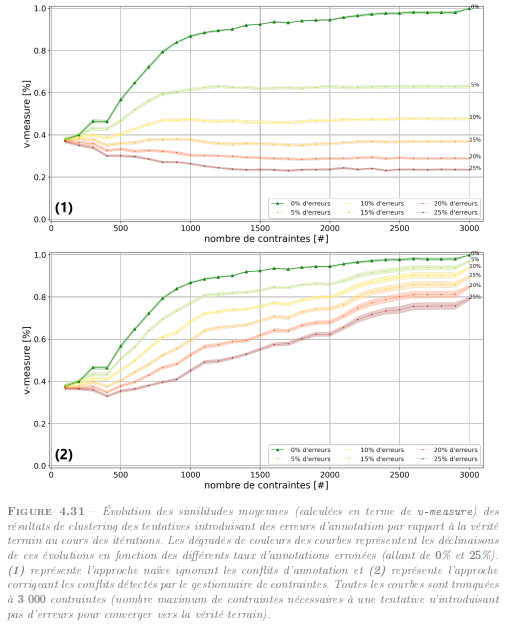 1.0
0.8
0.6
0.4
0.2
0.0
v-measure [%]
0%
5%
10%
15%
20%
25%
(1)
0% d'erreurs 10% d'erreurs 20% d'erreurs
5% d'erreurs 15% d'erreurs 25% d'erreurs
0 500 1000 1500 2000 2500 3000
nombre de contraintes [#]
1.0
0.8
0.6
0.4
0.2
0.0
v-measure [%]
0%
5%
10%
15%
20%
25%
(2)
0% d'erreurs 10% d'erreurs 20% d'erreurs
5% d'erreurs 15% d'erreurs 25% d'erreurs
0 500 1000 1500 2000 2500 3000
nombre de contraintes [#]
FIGURE 4.31 – Évolution des similitudes moyennes (calculées en terme de v-measure) des
résultats de clustering des tentatives introduisant des erreurs d'annotation par rapport à la vérité
terrain au cours des itérations. Les dégradés de couleurs des courbes représentent les déclinaisons
de ces évolutions en fonction des différents taux d'annotations erronées (allant de 0% et 25%).
(1) représente l'approche naïve ignorant les conflits d'annotation et (2) représente l'approche
corrigeant les conflits détectés par le gestionnaire de contraintes. Toutes les courbes sont tronquées
à 3 000 contraintes (nombre maximum de contraintes nécessaires à une tentative n'introduisant
pas d'erreurs pour converger vers la vérité terrain).